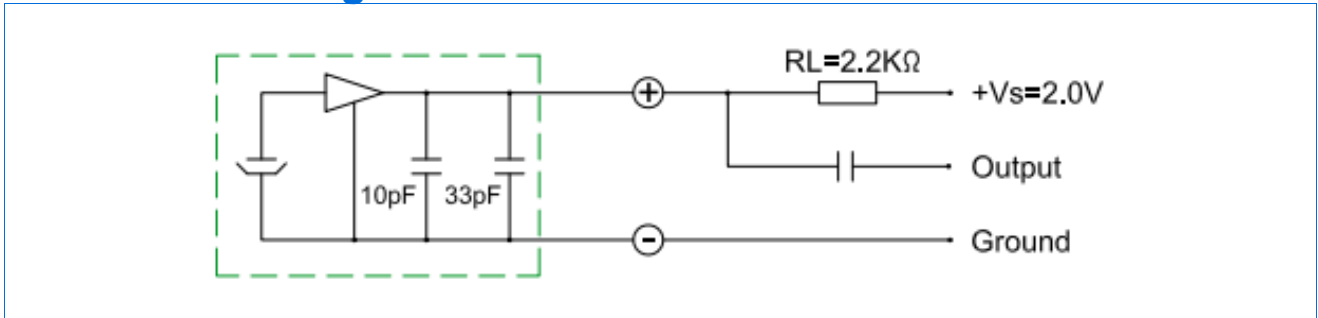 RL=2.2KΩ
+ +Vs=2.0V
Output
10pF 33pF
- Ground